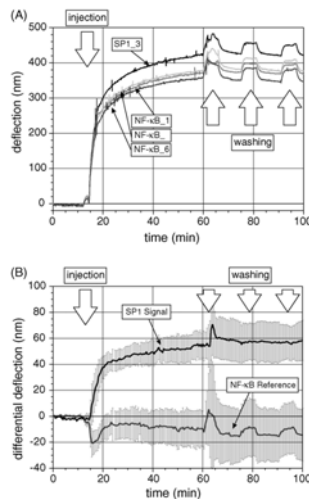 (A)
injection
500
SP1_3
400
300
NF-κB_1
NF-κB_
NF-κB_6
200
washing
100
0
deflection (nm)
0 20 40 60 80 100
time (min)
(B)
injection
washing
100
80
SP1 Signal
60
40
20
NF-κB Reference
0
-20
-40
differential deflection (nm)
0 20 40 60 80 100
time (min)